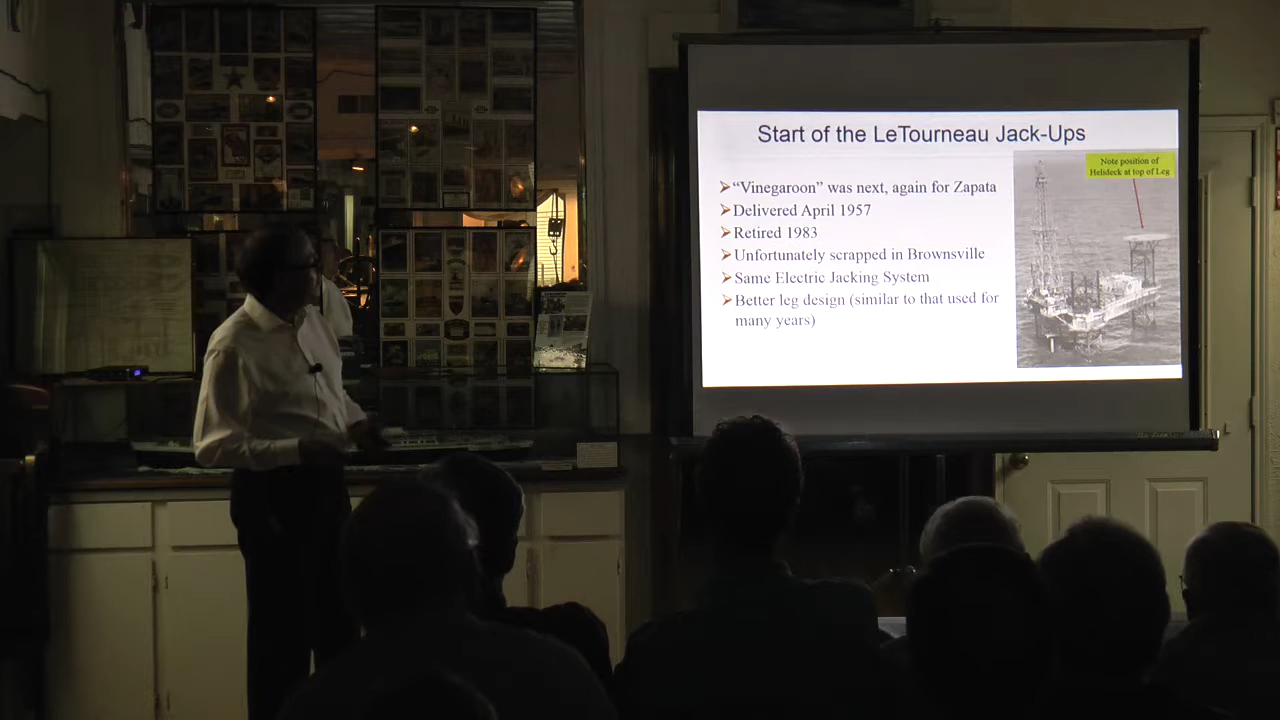 Start of the LeTourneau Jack-Ups
Note position of
Helideck at top of Leg
➢“Vinegaroon” was next, again for Zapata
➢Delivered April 1957
➢Retired 1983
➢Unfortunately scrapped in Brownsville
➢Same Electric Jacking System
➢Better leg design (similar to that used for
many years)